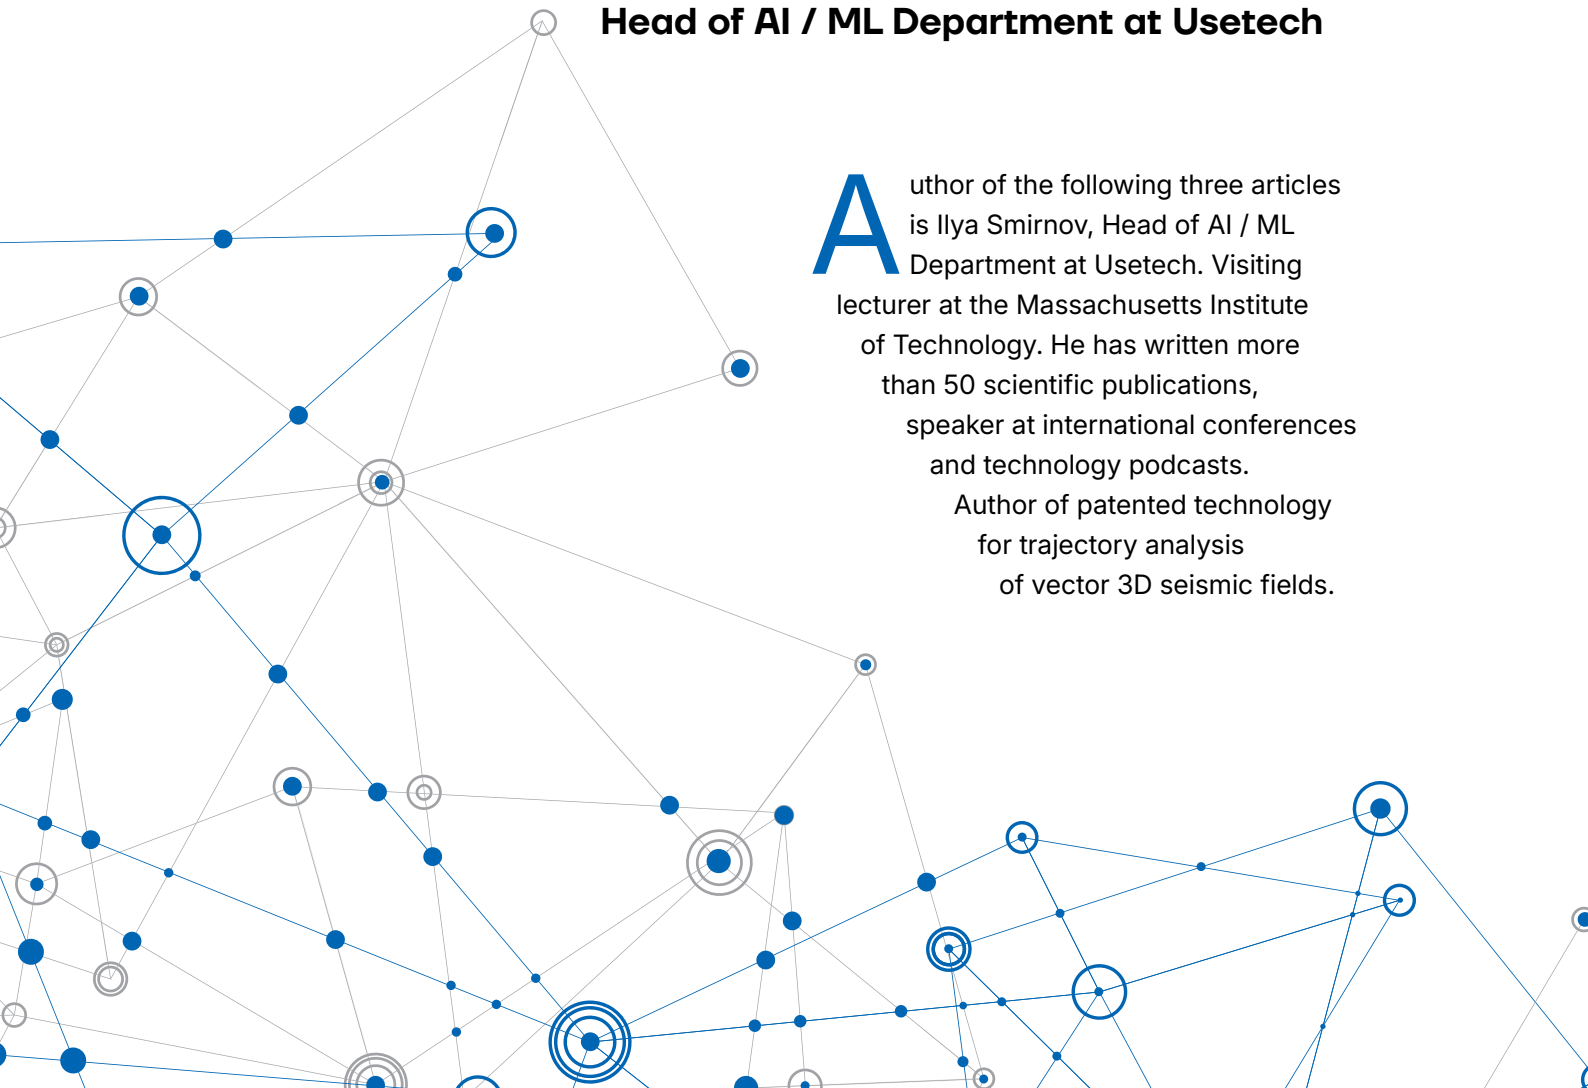 Head of AI / ML Department at Usetech
Author of the following three articles
is Ilya Smirnov, Head of AI / ML
Department at Usetech. Visiting
lecturer at the Massachusetts Institute
of Technology. He has written more
than 50 scientific publications,
speaker at international conferences
and technology podcasts.
Author of patented technology
for trajectory analysis
of vector 3D seismic fields.